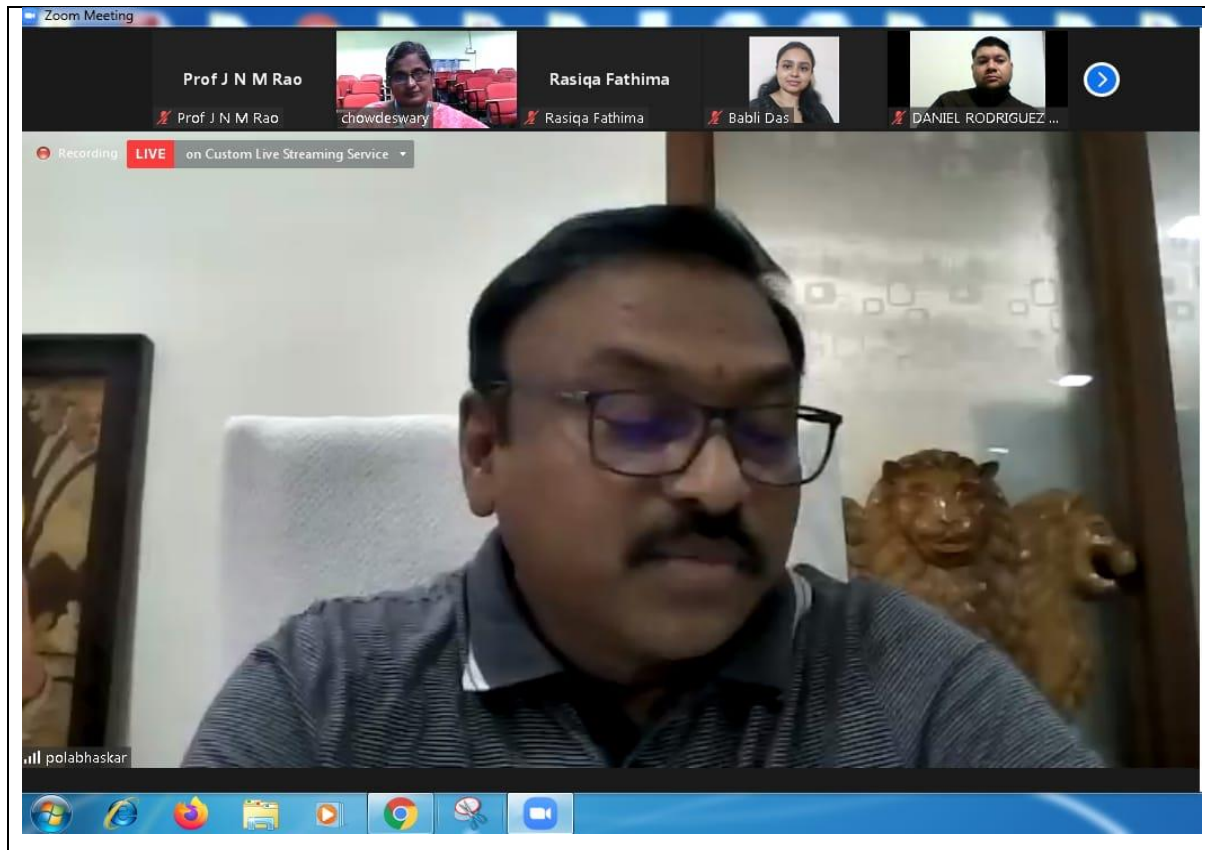 Zoom Meeting
Prof J N M Rao
Rasiqa Fathima
Prof J N M Rao
chowdeswary
Rasiqa Fathima
Babli Das
DANIEL RODRIGUEZ ...
Recording
LIVE
on Custom Live Streaming Service
polabhaskar